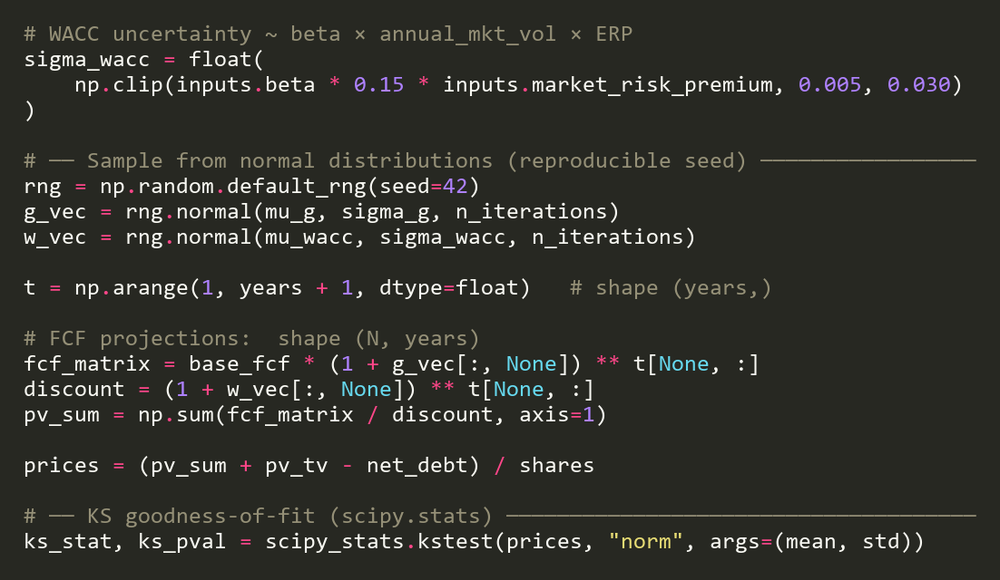 # WACC uncertainty ~ beta × annual_mkt_vol × ERP
sigma_wacc = float(
    np.clip(inputs.beta * 0.15 * inputs.market_risk_premium, 0.005, 0.030)
)
# ── Sample from normal distributions (reproducible seed) ─────────────────
rng = np.random.default_rng(seed=42)
g_vec = rng.normal(mu_g, sigma_g, n_iterations)
w_vec = rng.normal(mu_wacc, sigma_wacc, n_iterations)
t = np.arange(1, years + 1, dtype=float)   # shape (years,)
# FCF projections:  shape (N, years)
fcf_matrix = base_fcf * (1 + g_vec[:, None]) ** t[None, :]
discount = (1 + w_vec[:, None]) ** t[None, :]
pv_sum = np.sum(fcf_matrix / discount, axis=1)
prices = (pv_sum + pv_tv - net_debt) / shares
# ── KS goodness-of-fit (scipy.stats) ─────────────────────────────────────
ks_stat, ks_pval = scipy_stats.kstest(prices, "norm", args=(mean, std))